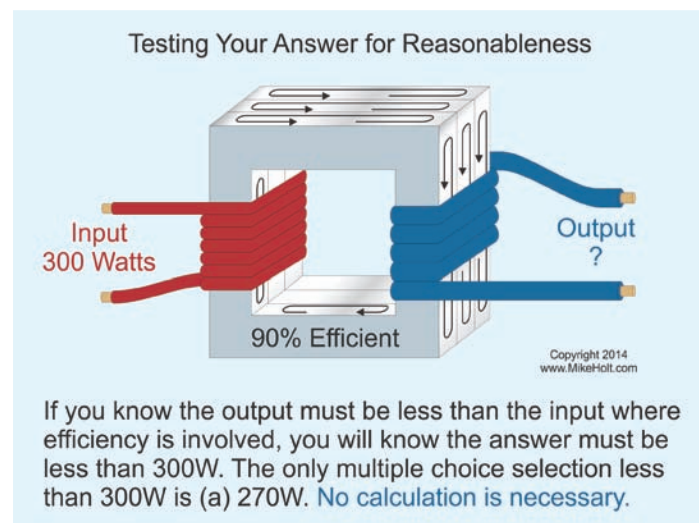 Testing Your Answer for Reasonableness
Input
300 Watts
Output
?
90% Efficient
Copyright 2014
www.MikeHolt.com
If you know the output must be less than the input where
efficiency is involved, you will know the answer must be
less than 300W. The only multiple choice selection less
than 300W is (a) 270W. No calculation is necessary.